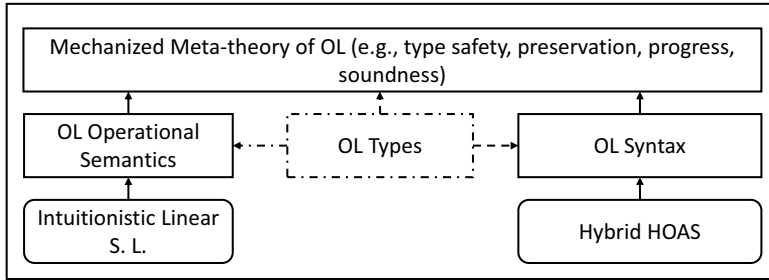 Mechanized Meta-theory of OL (e.g., type safety, preservation, progress,
soundness)
OL Operational
Semantics
OL Types
OL Syntax
Intuitionistic Linear
S. L.
Hybrid HOAS